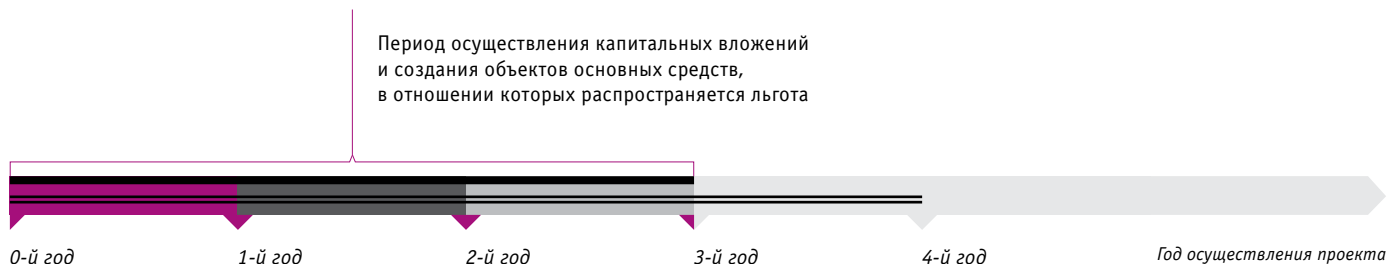 Период осуществления капитальных вложений
и создания объектов основных средств,
в отношении которых распространяется льгота
0-й год 1-й год 2-й год 3-й год 4-й год Год осуществления проекта